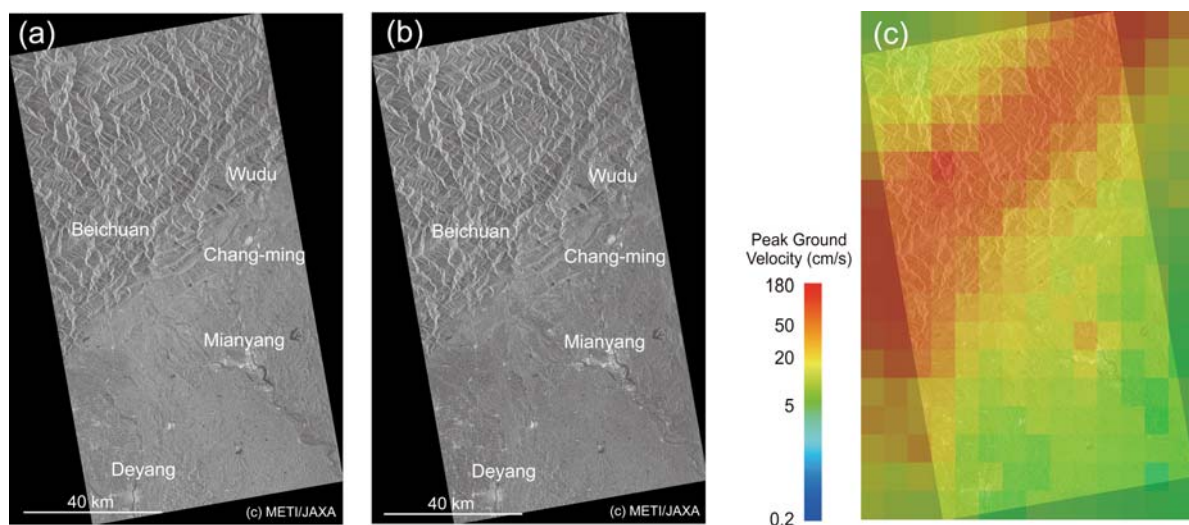 (a)
Wudu
Beichuan
Chang-ming
Mianyang
Deyang
40 km
(c) METI/JAXA
(b)
Wudu
Beichuan
Chang-ming
Mianyang
Deyang
40 km
(c) METI/JAXA
(c)
Peak Ground
Velocity (cm/s)
180
50
20
5
0.2